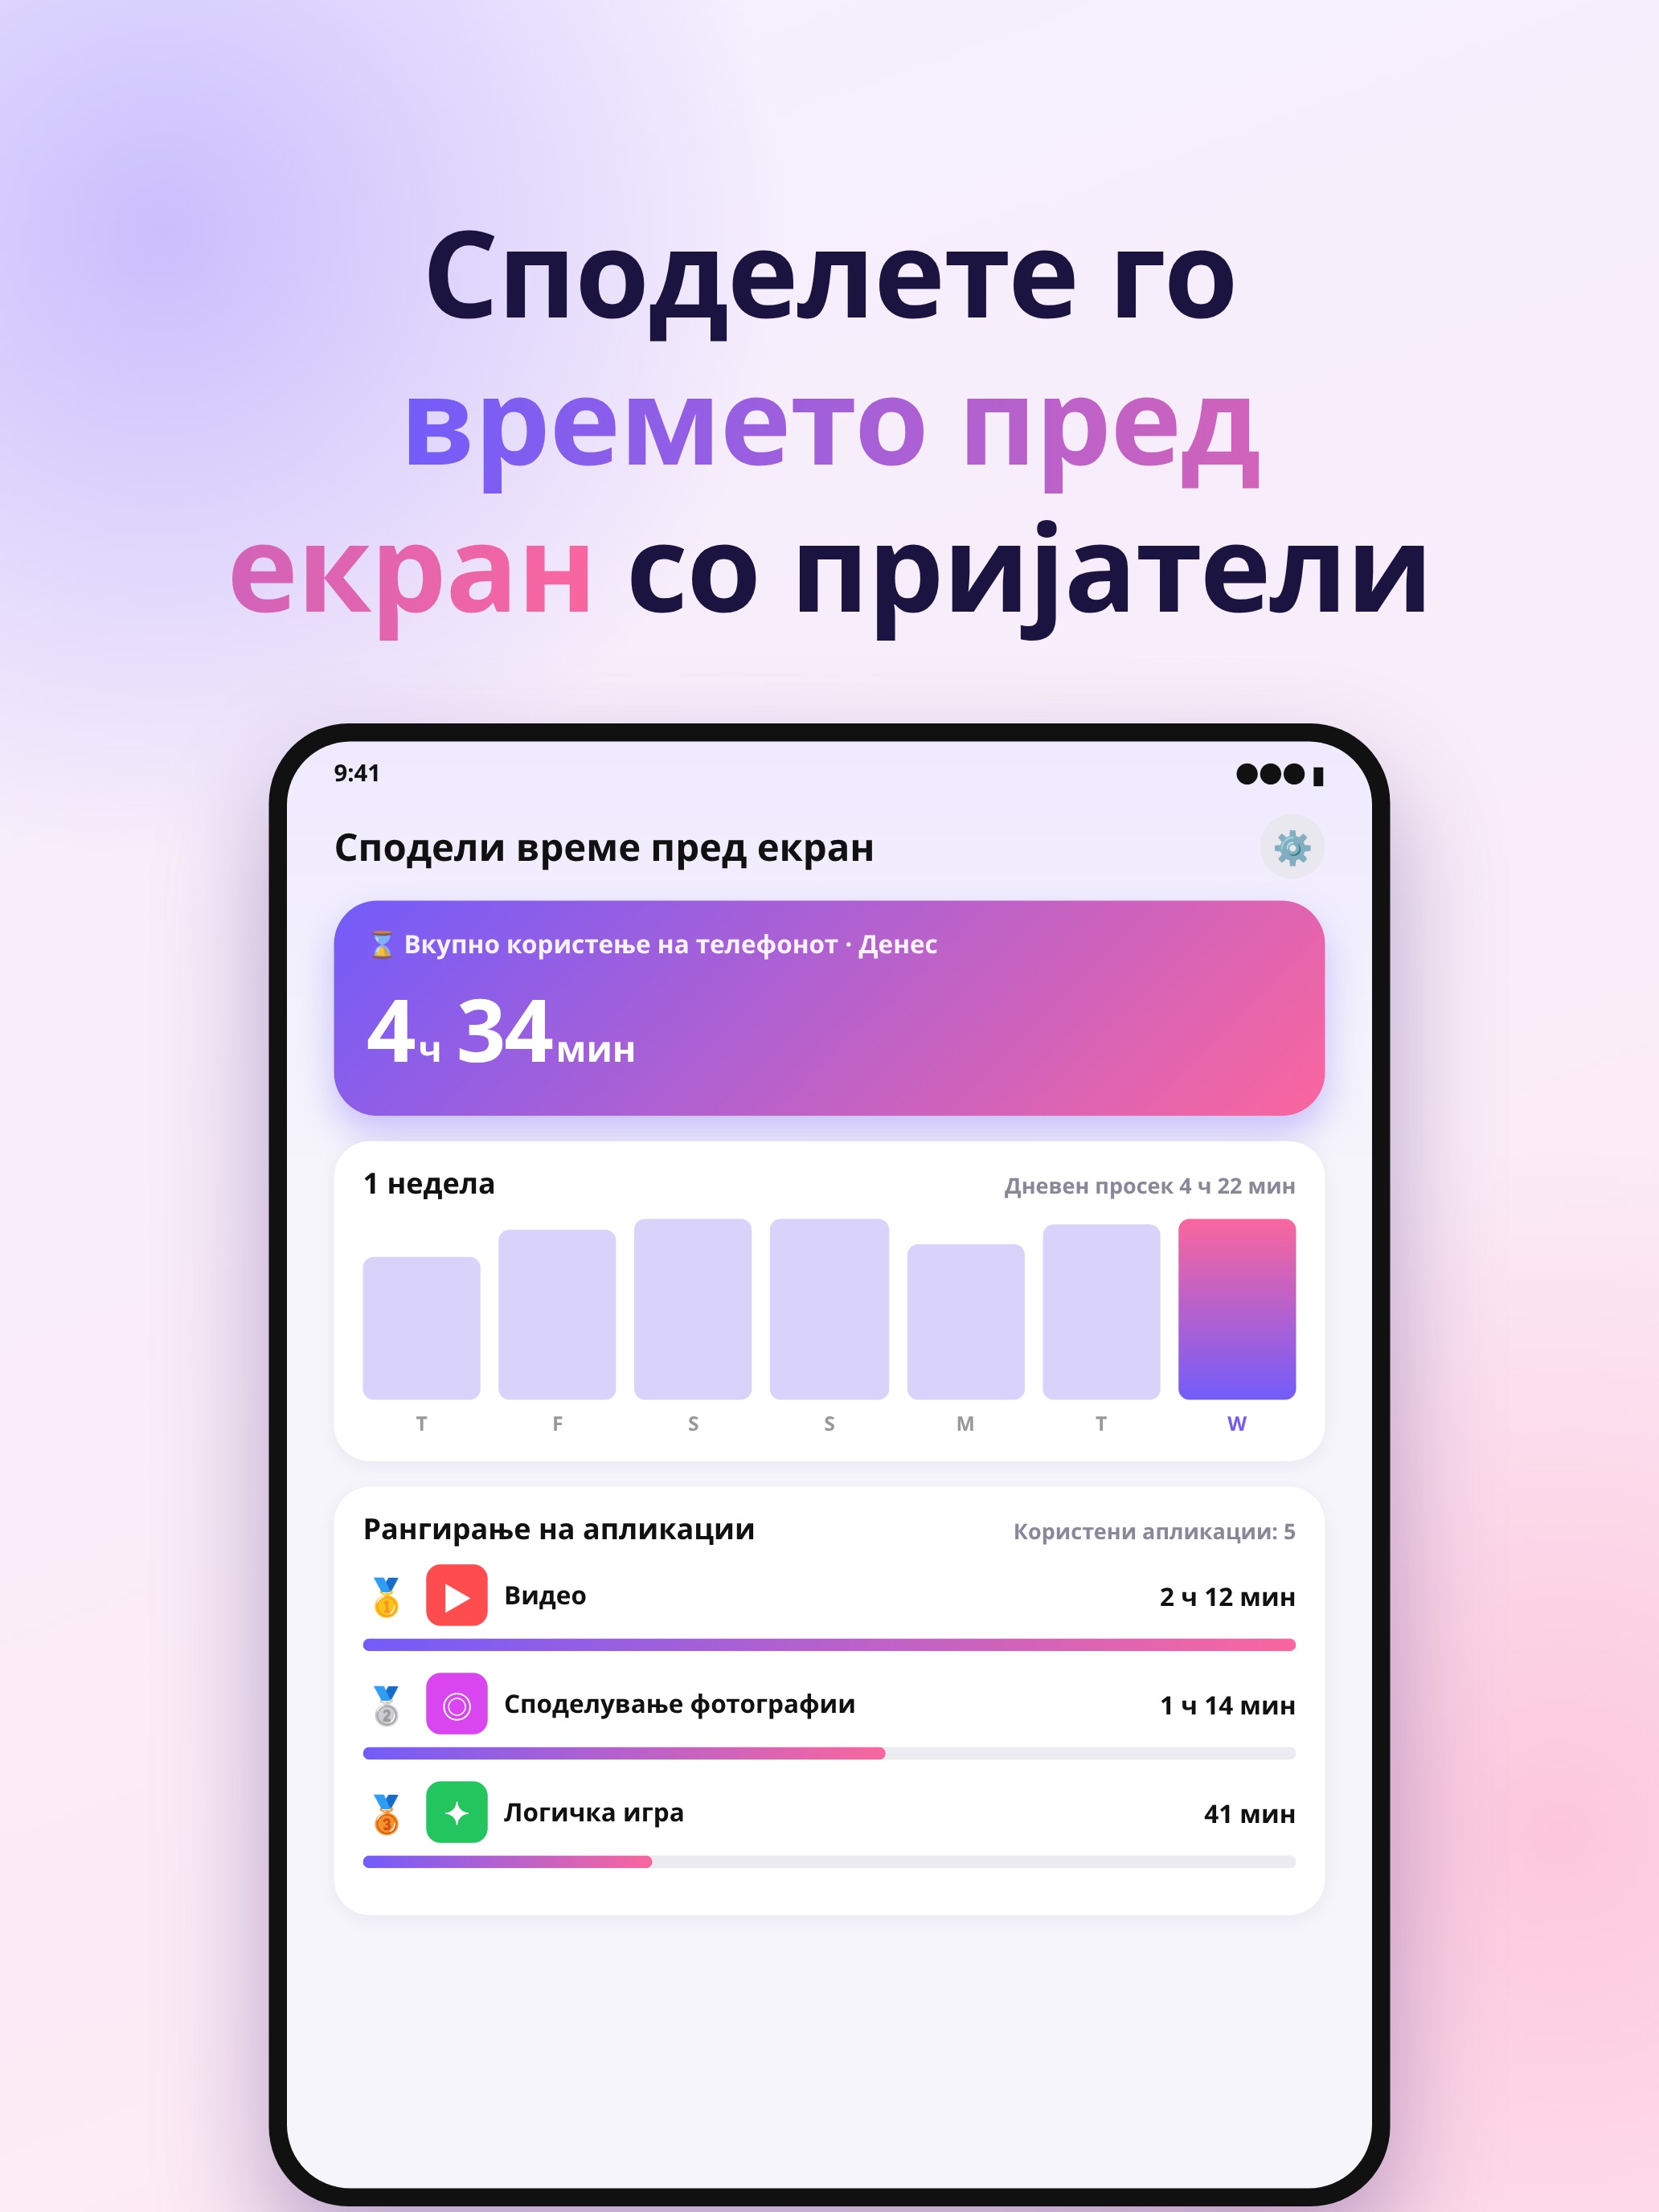 Споделете го
времето пред
екран со пријатели
9:41
Сподели време пред екран
⌛ Вкупно користење на телефонот · Денес
4ч 34мин
1 недела
Дневен просек 4 ч 22 мин
T F S S M T W
Рангирање на апликации
Користени апликации: 5
Видео
2 ч 12 мин
Споделување фотографии
1 ч 14 мин
Логичка игра
41 мин